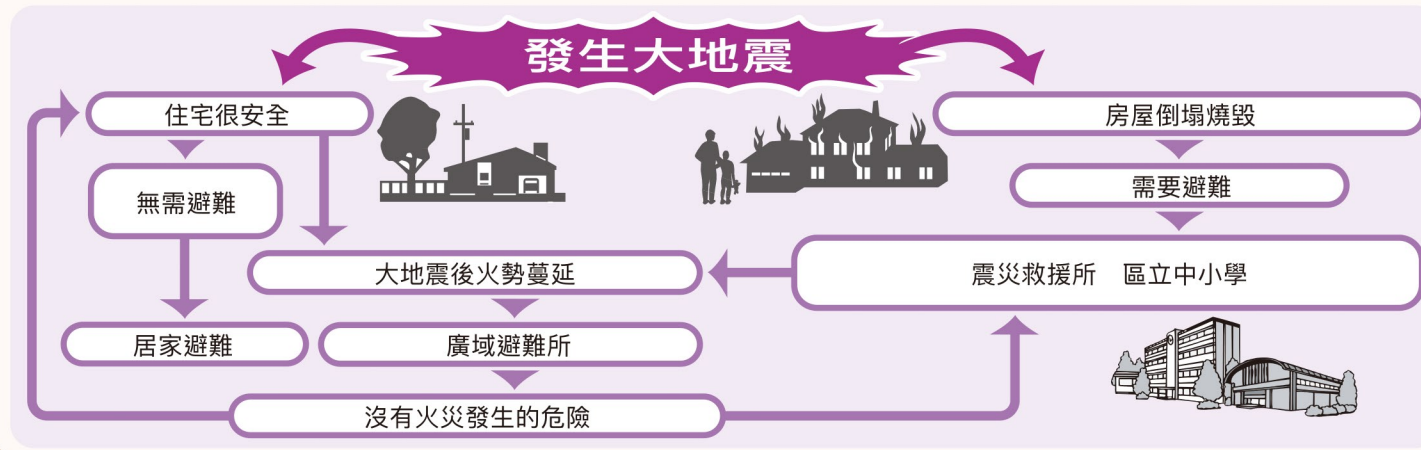 發生大地震
住宅很安全
房屋倒塌燒毀
無需避難
需要避難
大地震後火勢蔓延
震災救援所　區立中小學
居家避難
廣域避難所
沒有火災發生的危險